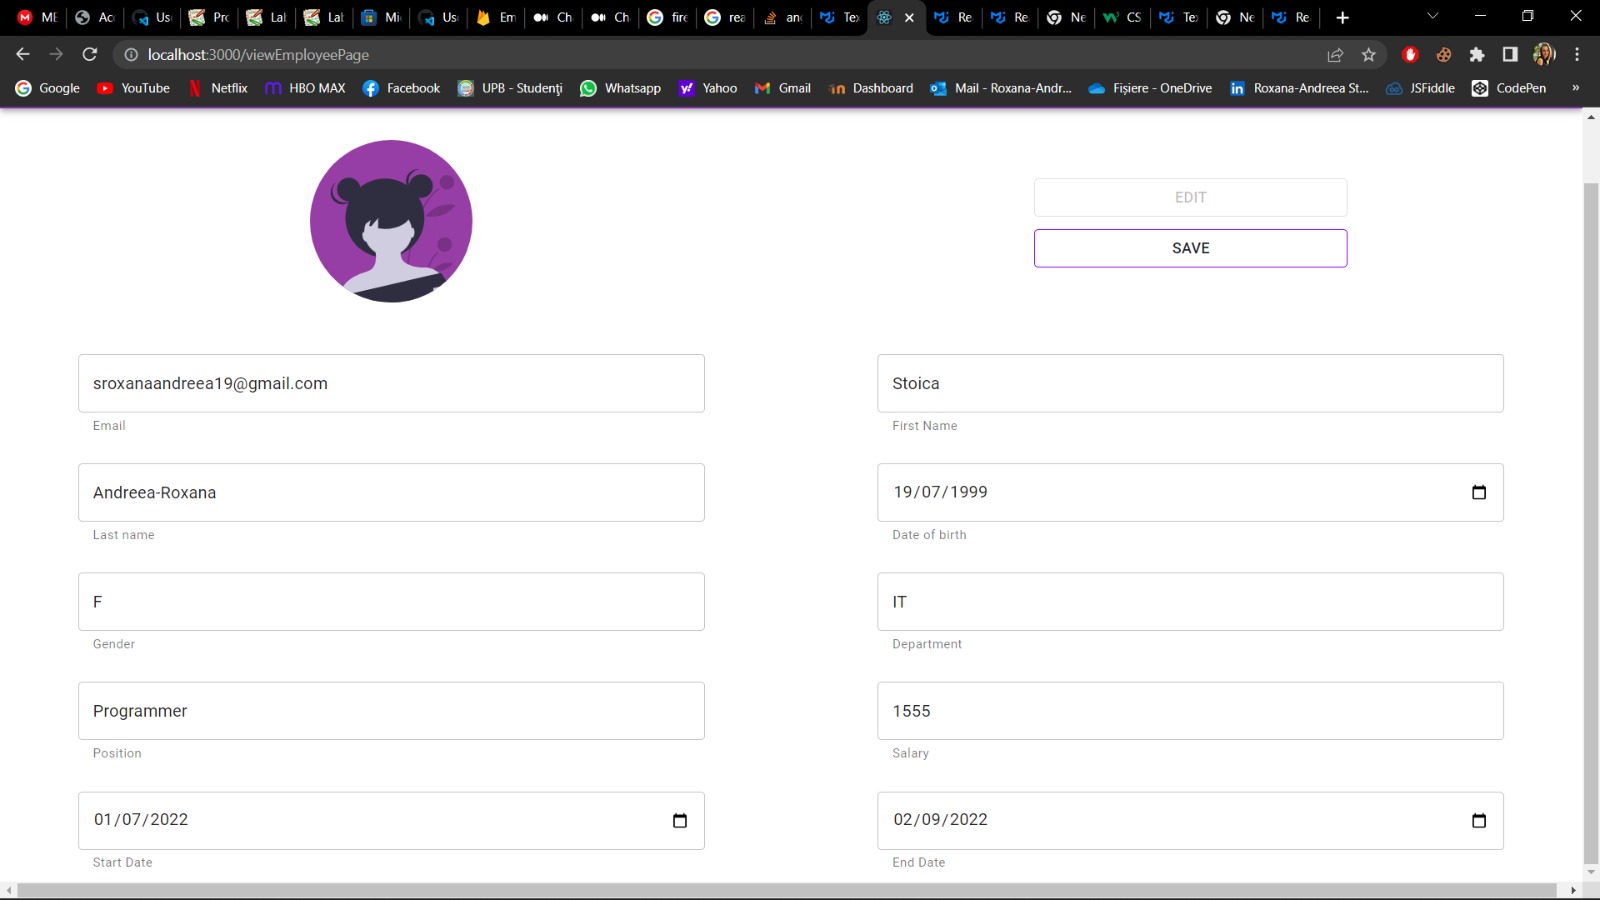 ME
Ac
Us
Pro
Lal
Lal
Mi
Us
Em
Ch
Ch
fire
rea
an
Te
Re
Re
Ne
CS
Te
Ne
Re
localhost:3000/viewEmployeePage
Google YouTube Netflix HBO MAX Facebook UPB - Studenți Whatsapp Yahoo Gmail Dashboard Mail - Roxana-Andr... Fișiere - OneDrive Roxana-Andreea St... JSFiddle CodePen »
EDIT
SAVE
sroxanaandreea19@gmail.com
Email
Stoica
First Name
Andreea-Roxana
Last name
19/07/1999
Date of birth
F
Gender
IT
Department
Programmer
Position
1555
Salary
01/07/2022
Start Date
02/09/2022
End Date